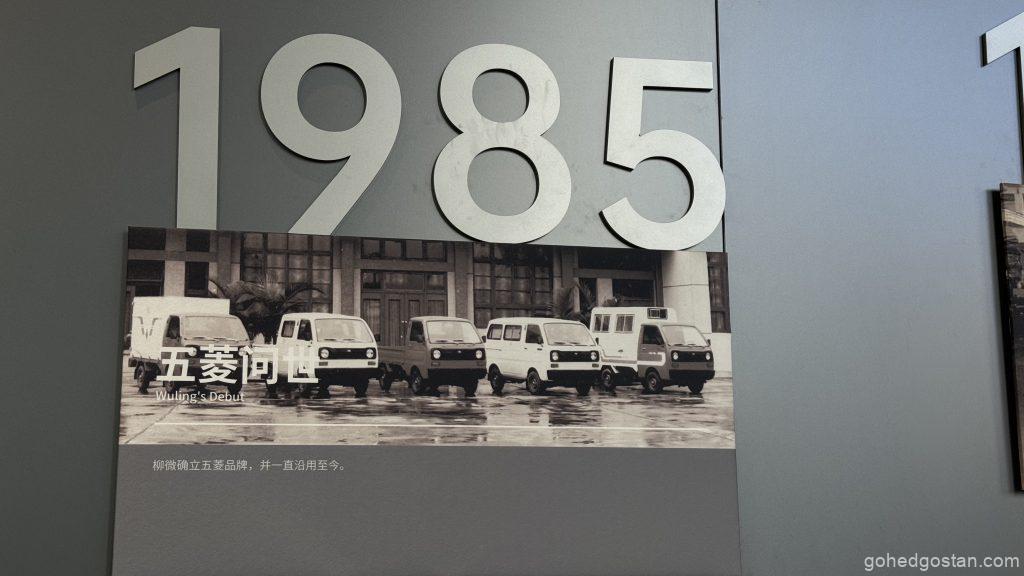 1985
五菱问世
Wuling's Debut
柳微确立五菱品牌，并一直沿用至今。
gohedgostan.com